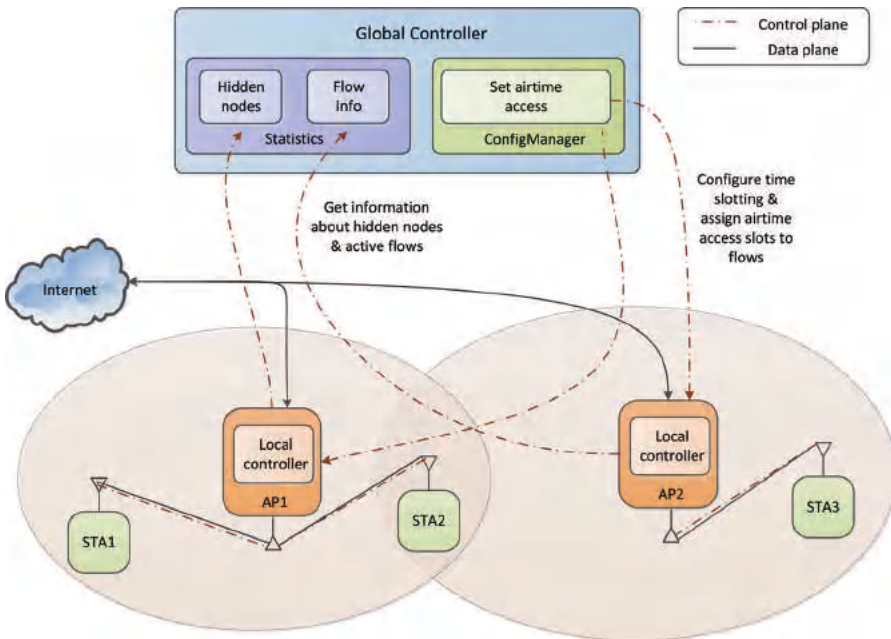 Global Controller
Control plane
Data plane
Hidden
nodes
Flow
Info
Statistics
Set airtime
access
ConfigManager
Get information
about hidden nodes
& active flows
Configure time
slotting &
assign airtime
access slots to
flows
Internet
Local
controller
AP1
Local
controller
AP2
STA1
STA2
STA3